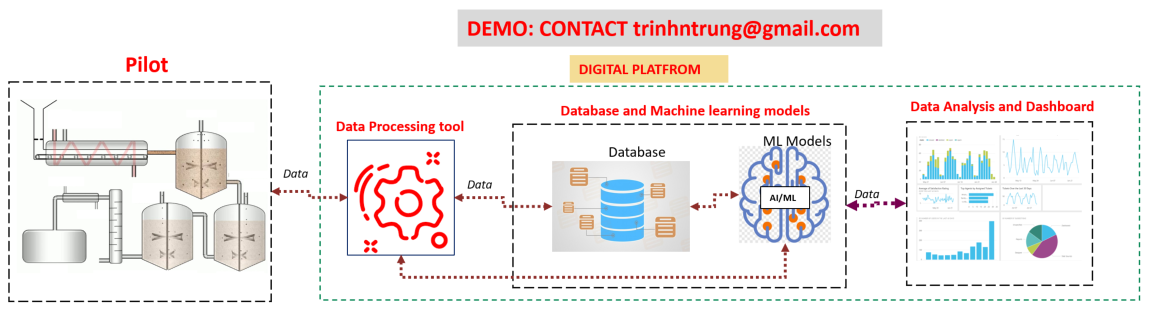 DEMO: CONTACT trinhntrung@gmail.com
Pilot
DIGITAL PLATFROM
Database and Machine learning models
Data Analysis and Dashboard
Data Processing tool
ML Models
Database
Data
Data
AI/ML
Data